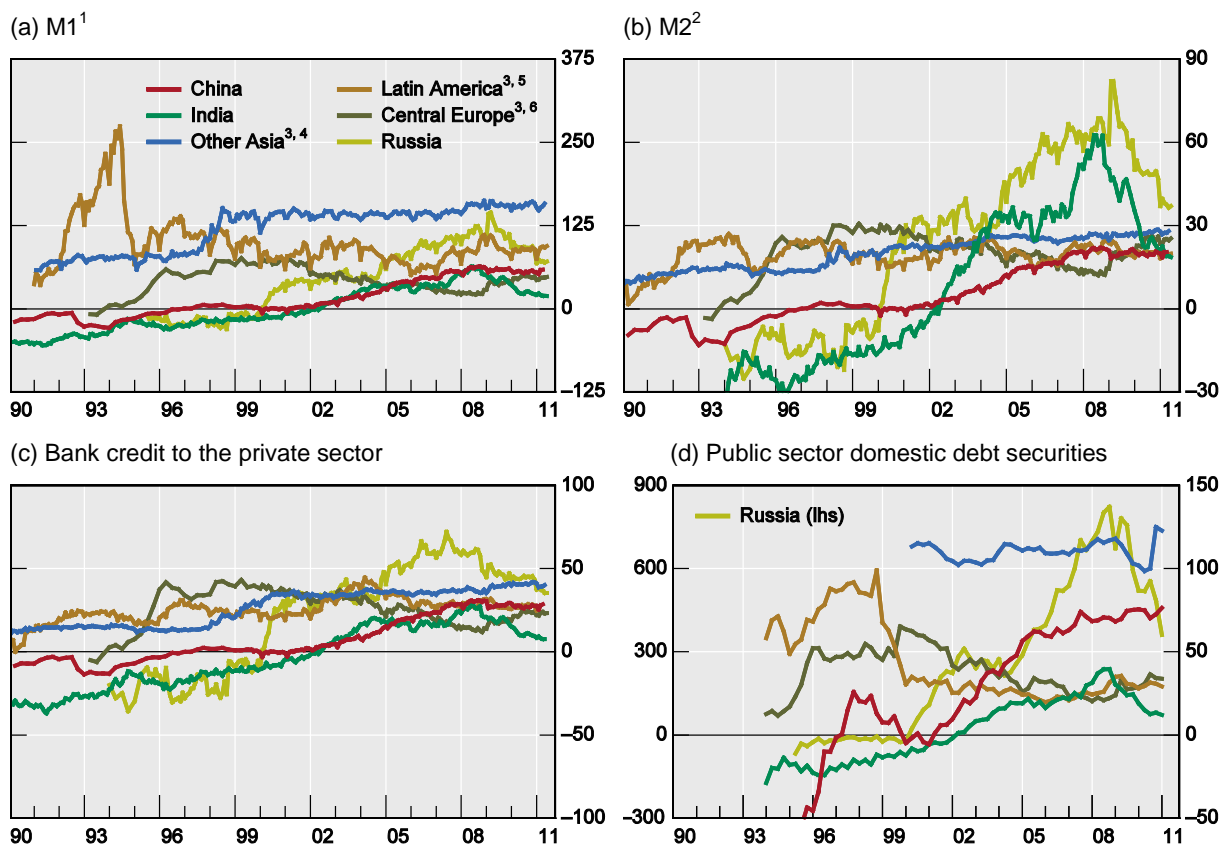 (a) M1¹
(b) M2²
375
250
125
0
–125
China
India
Other Asia³˒ ⁴
Latin America³˒ ⁵
Central Europe³˒ ⁶
Russia
90 93 96 99 02 05 08 11
90
60
30
0
–30
90 93 96 99 02 05 08 11
(c) Bank credit to the private sector
(d) Public sector domestic debt securities
100
50
0
–50
–100
90 93 96 99 02 05 08 11
900
600
300
0
–300
Russia (lhs)
150
100
50
0
–50
90 93 96 99 02 05 08 11